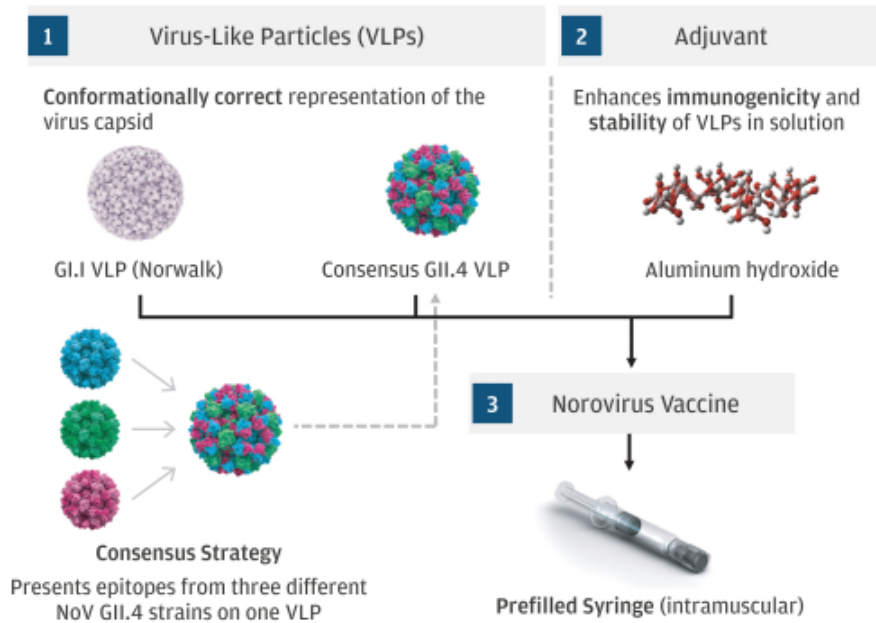 1 Virus-Like Particles (VLPs)
Conformationally correct representation of the
virus capsid
GI.I VLP (Norwalk)
Consensus GII.4 VLP
2 Adjuvant
Enhances immunogenicity and
stability of VLPs in solution
Aluminum hydroxide
Consensus Strategy
Presents epitopes from three different
NoV GII.4 strains on one VLP
3 Norovirus Vaccine
Prefilled Syringe (intramuscular)